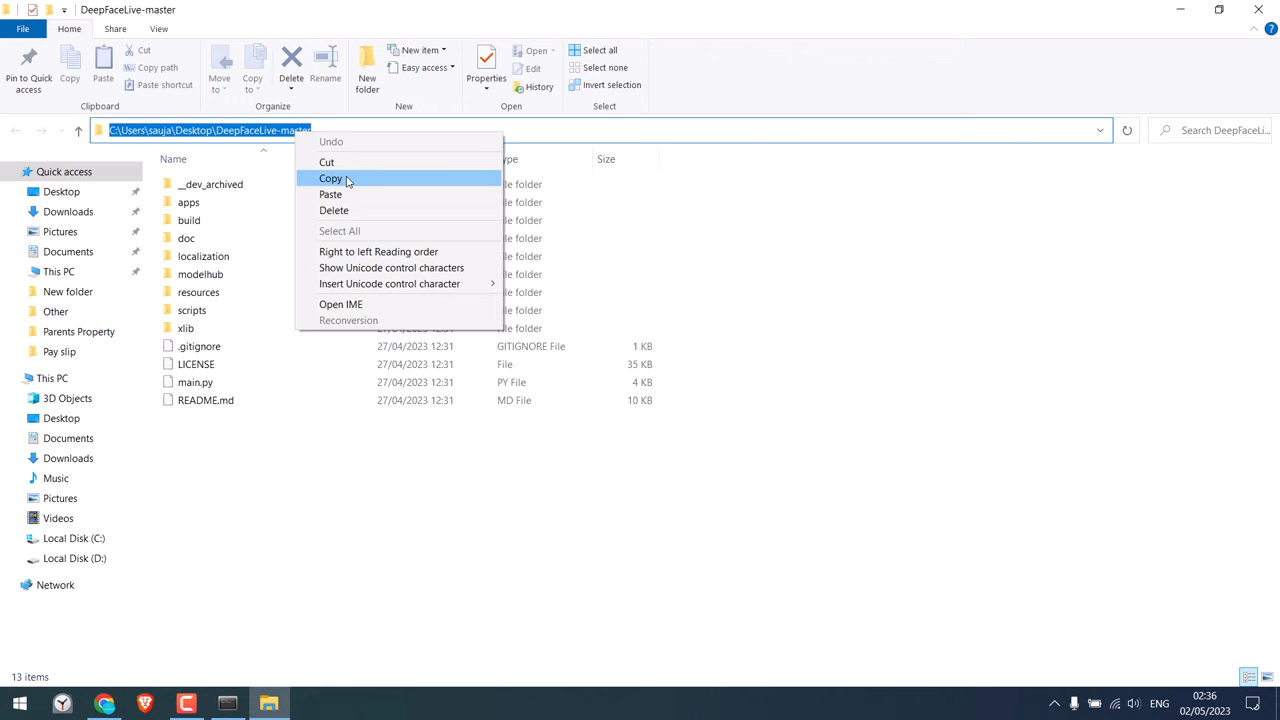 DeepFaceLive-master
File
Home
Share
View
Pin to Quick access
Copy
Paste
Cut
Copy path
Paste shortcut
Clipboard
Move to
Copy to
Delete
Rename
Organize
New folder
New item
Easy access
New
Properties
Open
Edit
History
Open
Select all
Select none
Invert selection
Select
C:\Users\sauja\Desktop\DeepFaceLive-master
Search DeepFaceLi...
Undo
Cut
Copy
Paste
Delete
Select All
Right to left Reading order
Show Unicode control characters
Insert Unicode control character
Open IME
Reconversion
Quick access
Desktop
Downloads
Pictures
Documents
This PC
New folder
Other
Parents Property
Pay slip
This PC
3D Objects
Desktop
Documents
Downloads
Music
Pictures
Videos
Local Disk (C:)
Local Disk (D:)
Network
Name
Size
__dev_archived
apps
build
doc
localization
modelhub
resources
scripts
xlib
.gitignore 27/04/2023 12:31 GITIGNORE File 1 KB
LICENSE 27/04/2023 12:31 File 35 KB
main.py 27/04/2023 12:31 PY File 4 KB
README.md 27/04/2023 12:31 MD File 10 KB
13 items
ENG
02:36
02/05/2023